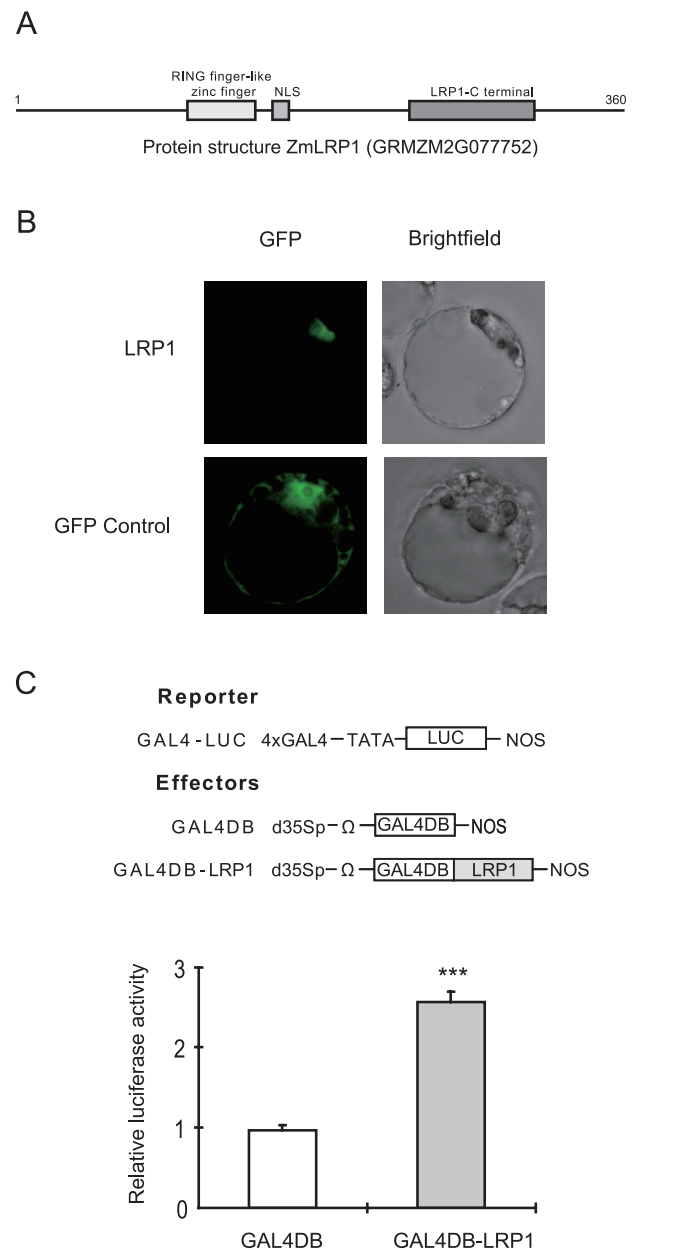 A
RING finger-like
zinc finger
NLS
LRP1-C terminal
1
360
Protein structure ZmLRP1 (GRMZM2G077752)
B
GFP
Brightfield
LRP1
GFP Control
C
Reporter
GAL4-LUC 4xGAL4 TATA LUC NOS
Effectors
GAL4DB d35Sp Ω GAL4DB NOS
GAL4DB-LRP1 d35Sp Ω GAL4DB LRP1 NOS
Relative luciferase activity
3
2
1
0
***
GAL4DB
GAL4DB-LRP1